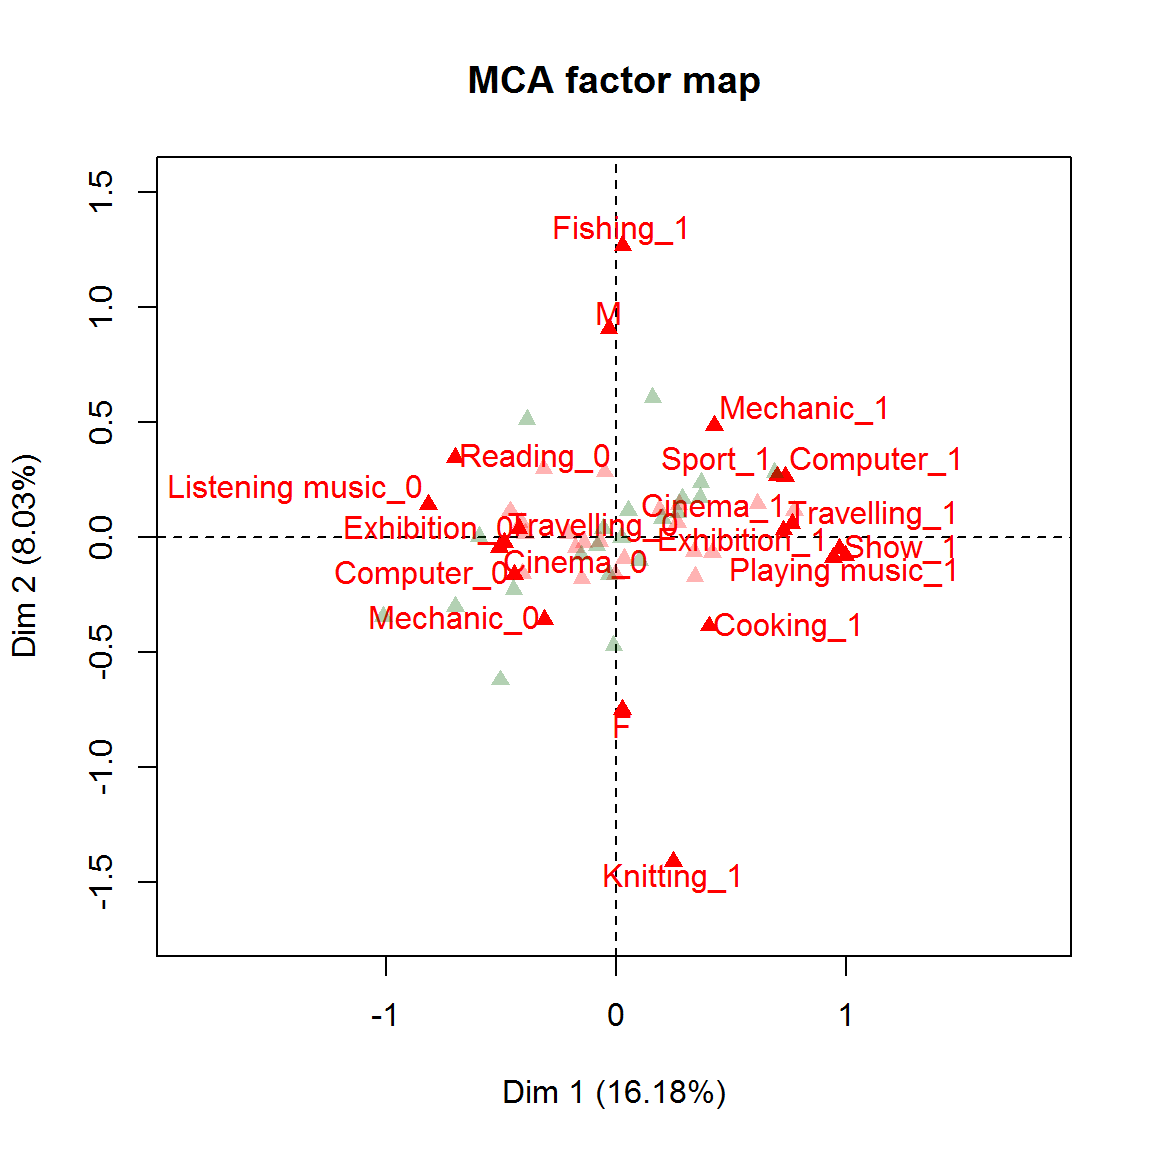 MCA factor map
Dim 2 (8.03%)
1.5
1.0
0.5
0.0
-0.5
-1.0
-1.5
Fishing_1
M
Mechanic_1
Reading_0
Sport_1
Computer_1
Listening music_0
Cinema_1
Travelling_1
Exhibition_0
Travelling_0
Exhibition_1
Show_1
Cinema_0
Computer_0
Playing music_1
Mechanic_0
Cooking_1
F
Knitting_1
-1
0
1
Dim 1 (16.18%)